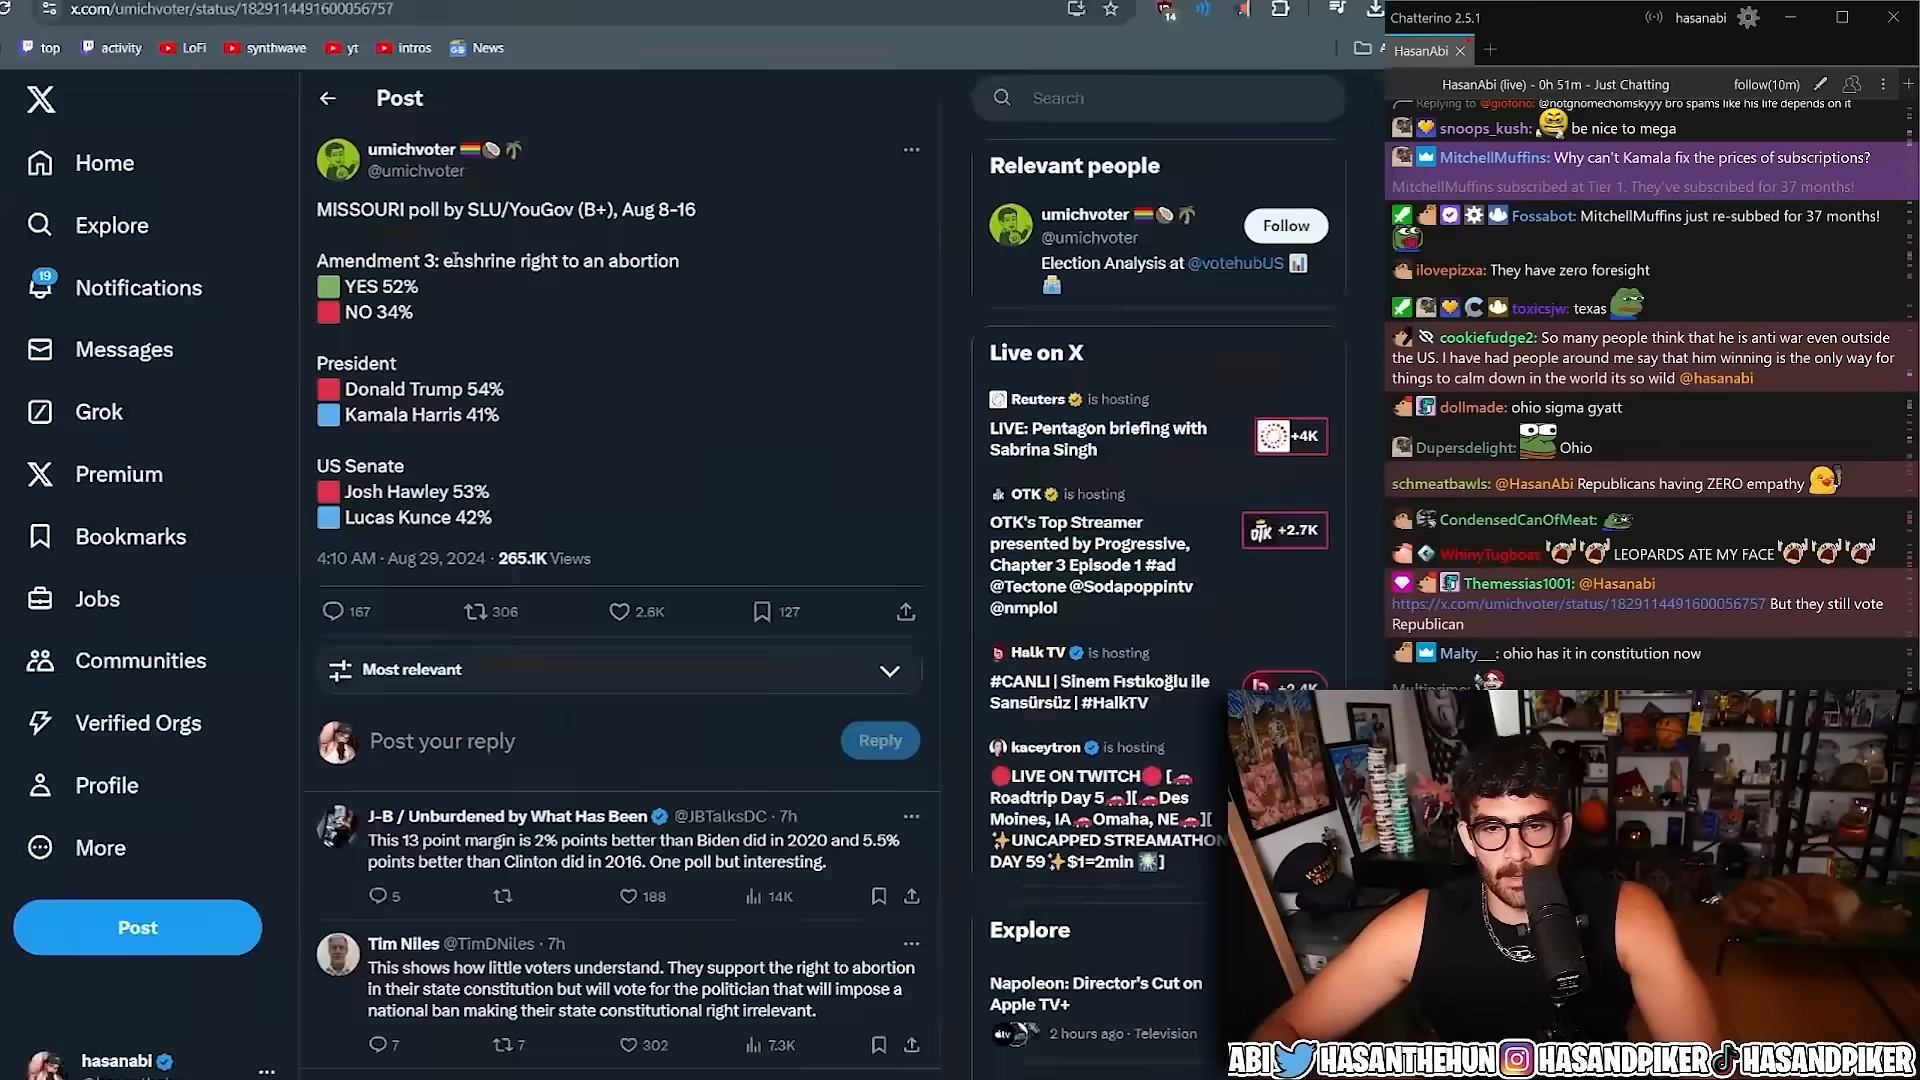 x.com/umichvoter/status/1829114491600056757
14
top
activity
LoFi
synthwave
yt
intros
News
Home
Explore
19
Notifications
Messages
Grok
Premium
Bookmarks
Jobs
Communities
Verified Orgs
Profile
More
Post
hasanabi
Post
umichvoter
@umichvoter
MISSOURI poll by SLU/YouGov (B+), Aug 8-16
Amendment 3: enshrine right to an abortion
YES 52%
NO 34%
President
Donald Trump 54%
Kamala Harris 41%
US Senate
Josh Hawley 53%
Lucas Kunce 42%
4:10 AM · Aug 29, 2024 · 265.1K Views
167
306
2.6K
127
Most relevant
Post your reply
Reply
J-B / Unburdened by What Has Been @JBTalksDC · 7h
This 13 point margin is 2% points better than Biden did in 2020 and 5.5%
points better than Clinton did in 2016. One poll but interesting.
5
188
14K
Tim Niles @TimDNiles · 7h
This shows how little voters understand. They support the right to abortion
in their state constitution but will vote for the politician that will impose a
national ban making their state constitutional right irrelevant.
7
7
302
7.3K
Search
Relevant people
umichvoter
@umichvoter
Follow
Election Analysis at @votehubUS
Live on X
Reuters is hosting
LIVE: Pentagon briefing with
Sabrina Singh
+4K
OTK is hosting
OTK's Top Streamer
presented by Progressive,
Chapter 3 Episode 1 #ad
@Tectone @Sodapoppintv
@nmplol
+2.7K
Halk TV is hosting
#CANLI | Sinem Fıstıkoğlu ile
Sansürsüz | #HalkTV
+2.4K
kaceytron is hosting
LIVE ON TWITCH [
Roadtrip Day 5][Des
Moines, IA Omaha, NE][
UNCAPPED STREAMATHON
DAY 59 $1=2min ]
Explore
Napoleon: Director's Cut on
Apple TV+
2 hours ago · Television
Chatterino 2.5.1
hasanabi
HasanAbi
HasanAbi (live) - 0h 51m - Just Chatting
follow(10m)
Replying to @giofono: @notgnomechomskyyy bro spams like his life depends on it
snoops_kush: be nice to mega
MitchellMuffins: Why can't Kamala fix the prices of subscriptions?
MitchellMuffins subscribed at Tier 1. They've subscribed for 37 months!
Fossabot: MitchellMuffins just re-subbed for 37 months!
ilovepizxa: They have zero foresight
toxicsjw: texas
cookiefudge2: So many people think that he is anti war even outside
the US. I have had people around me say that him winning is the only way for
things to calm down in the world its so wild @hasanabi
dollmade: ohio sigma gyatt
Dupersdelight: Ohio
schmeatbawls: @HasanAbi Republicans having ZERO empathy
CondensedCanOfMeat:
WhinyTugboat: LEOPARDS ATE MY FACE
Themessias1001: @Hasanabi
https://x.com/umichvoter/status/1829114491600056757 But they still vote
Republican
Malty__: ohio has it in constitution now
ABI HASANTHEHUN HASANDPIKER HASANDPIKER